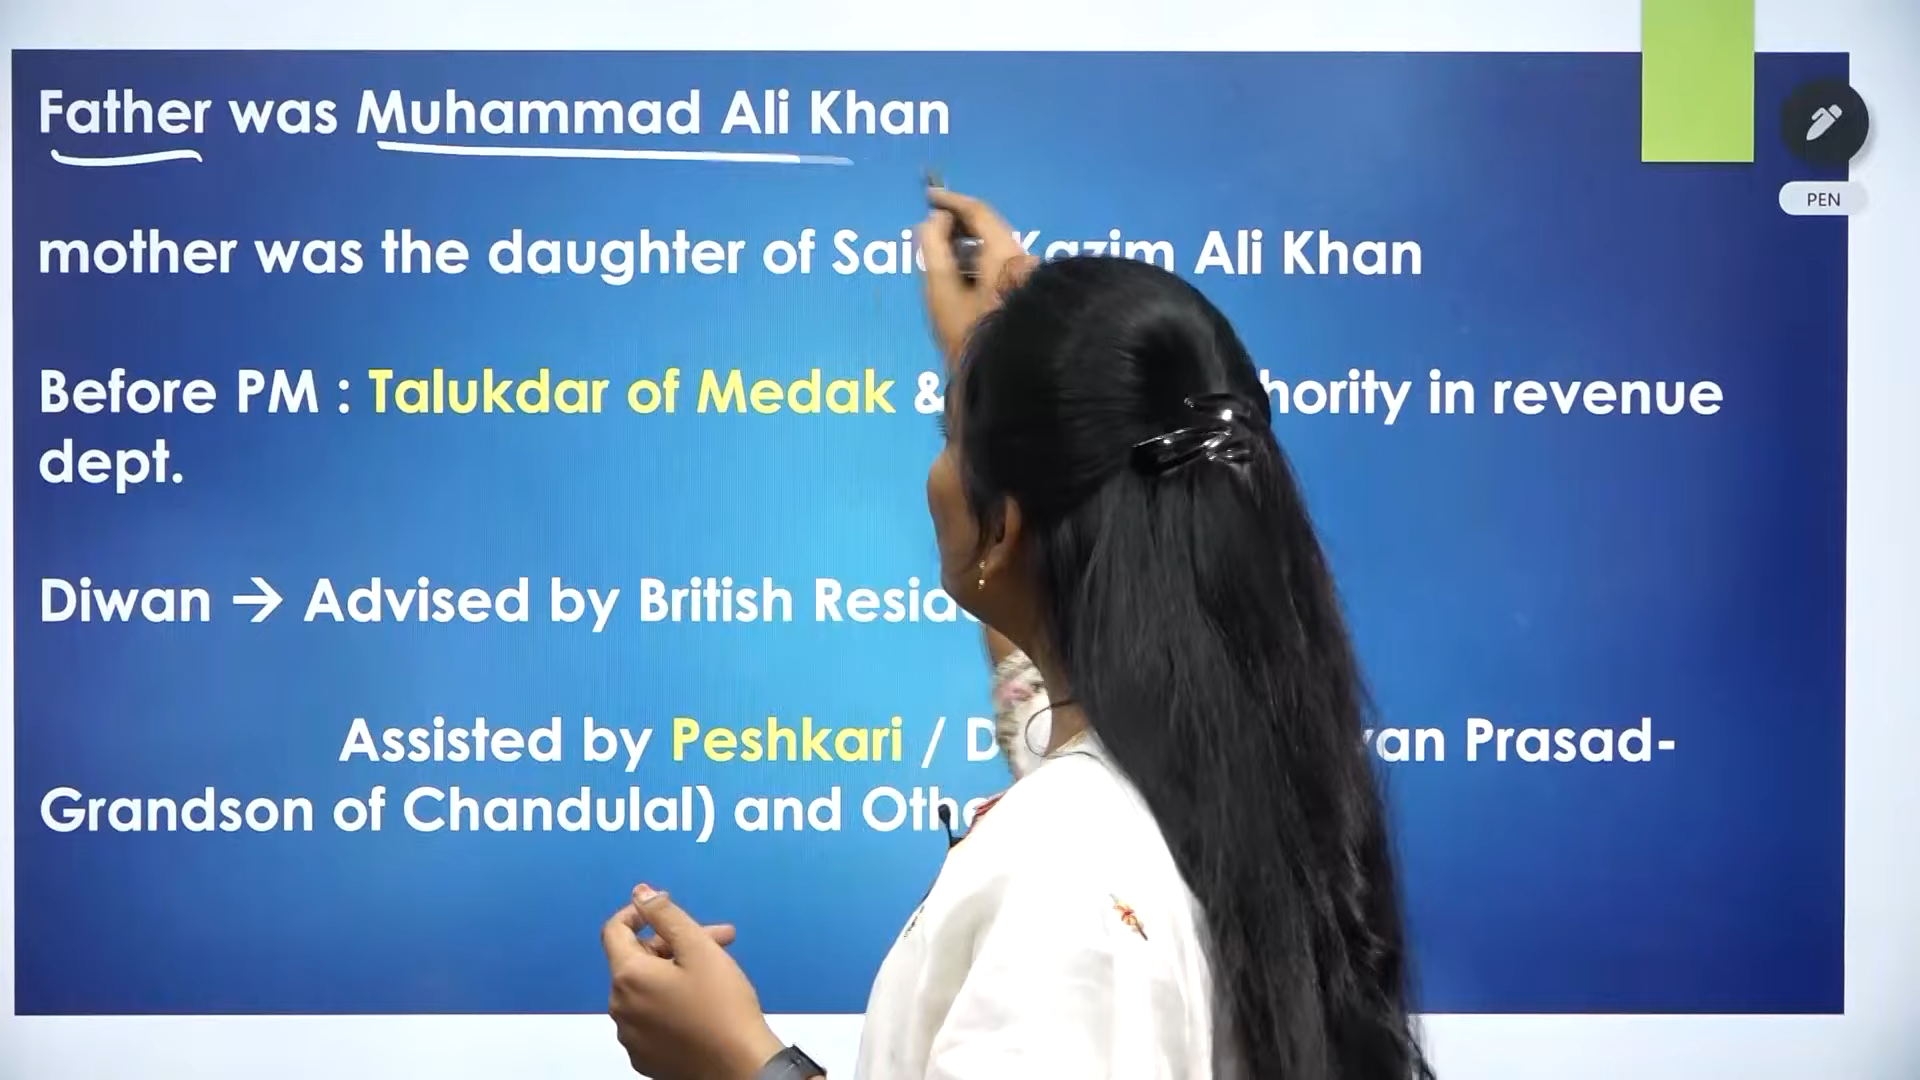 Father was Muhammad Ali Khan
mother was the daughter of Kazim Ali Khan
Before PM : Talukdar of Medak & in revenue
dept.
Diwan → Advised by British
Assisted by Peshkari / Prasad-
Grandson of Chandulal) and
PEN